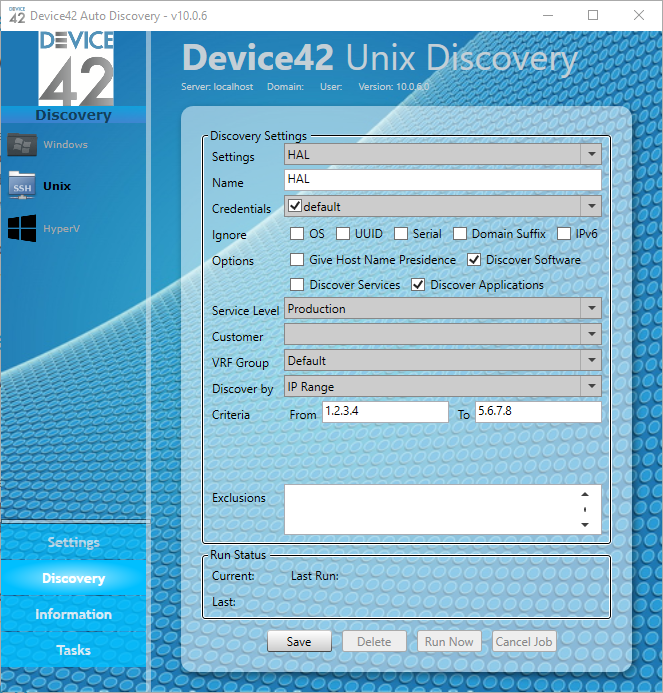 DEVICE
42
Device42 Auto Discovery - v10.0.6
DEVICE
42
Discovery
Windows
SSH
Unix
HyperV
Device42 Unix Discovery
Server: localhost Domain: User: Version: 10.0.6.0
Discovery Settings
Settings HAL
Name HAL
Credentials default
Ignore OS UUID Serial Domain Suffix IPv6
Options Give Host Name Presidence Discover Software
Discover Services Discover Applications
Service Level Production
Customer
VRF Group Default
Discover by IP Range
Criteria From 1.2.3.4 To 5.6.7.8
Exclusions
Run Status
Current: Last Run:
Last:
Save Delete Run Now Cancel Job
Settings
Discovery
Information
Tasks